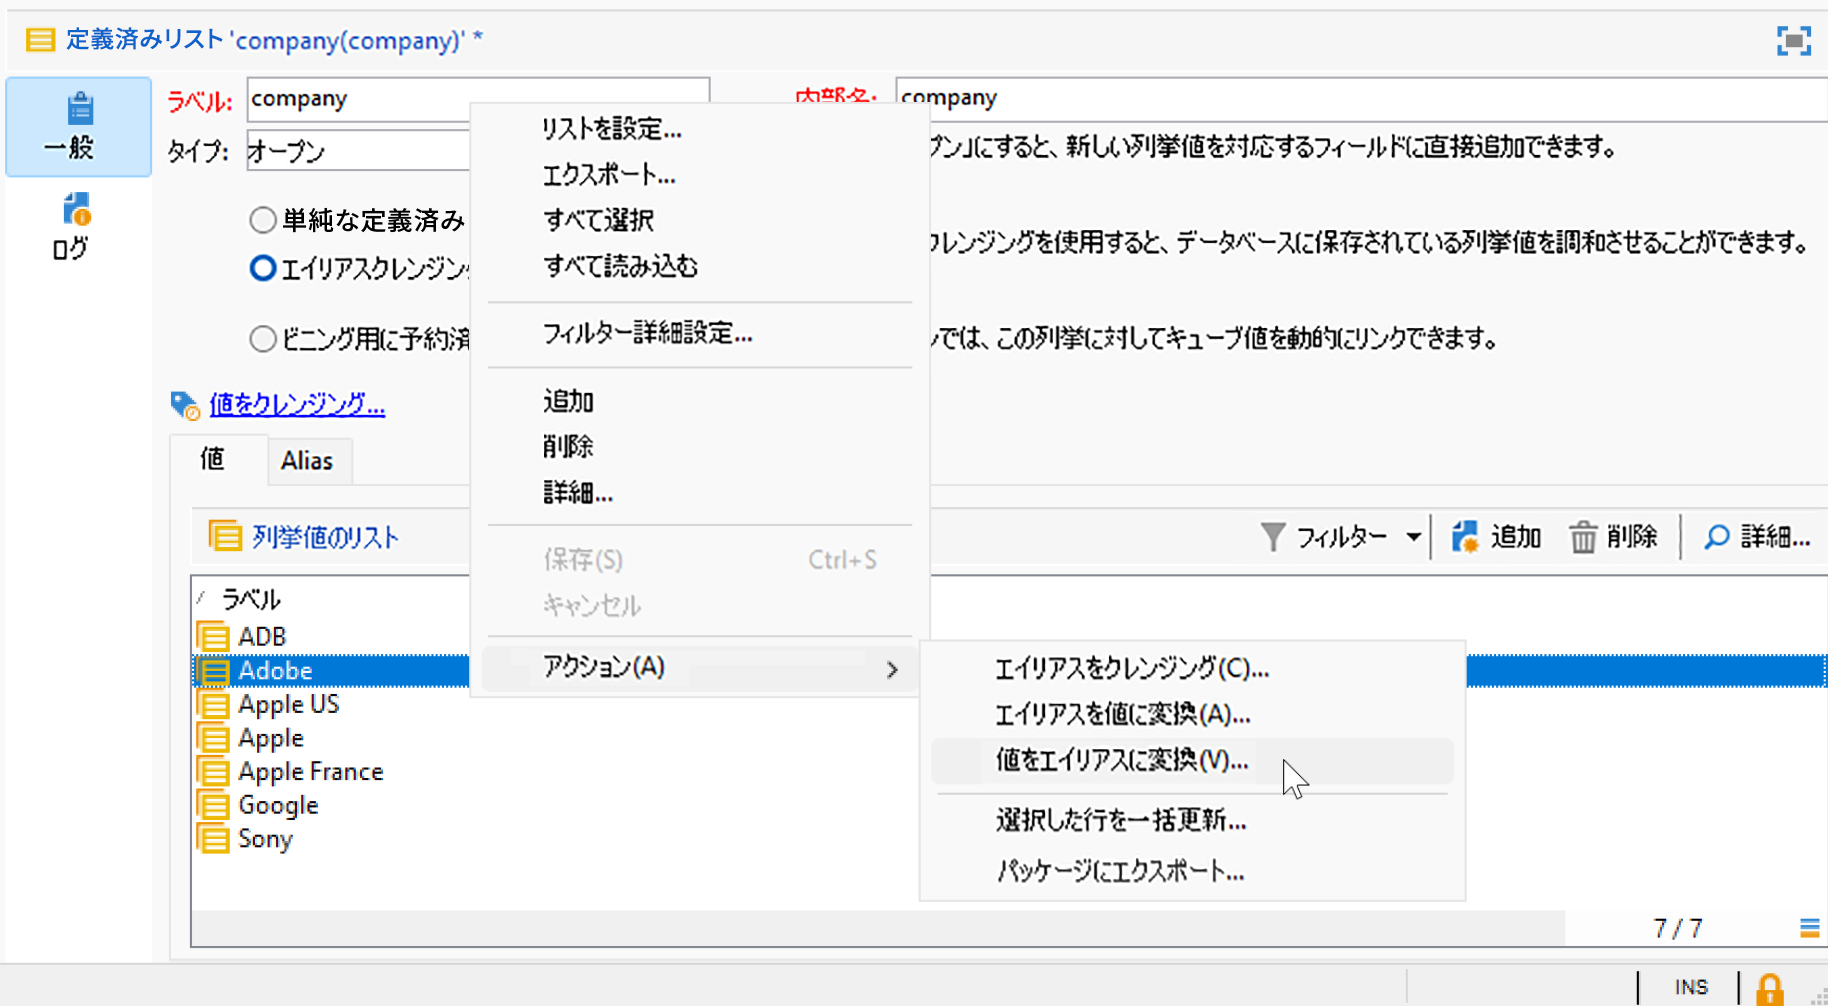 定義済みリスト 'company(company)' *
一般
ログ
ラベル: company
内部名: company
タイプ: オープン
プン」にすると、新しい列挙値を対応するフィールドに直接追加できます。
単純な定義済み
エイリアスクレンジン
クレンジングを使用すると、データベースに保存されている列挙値を調和させることができます。
ビニング用に予約済
では、この列挙に対してキューブ値を動的にリンクできます。
値をクレンジング...
値
Alias
列挙値のリスト
フィルター
追加
削除
詳細...
ラベル
ADB
Adobe
Apple US
Apple
Apple France
Google
Sony
リストを設定...
エクスポート...
すべて選択
すべて読み込む
フィルター詳細設定...
追加
削除
詳細...
保存(S) Ctrl+S
キャンセル
アクション(A)
エイリアスをクレンジング(C)...
エイリアスを値に変換(A)...
値をエイリアスに変換(V)...
選択した行を一括更新...
パッケージにエクスポート...
7 / 7
INS